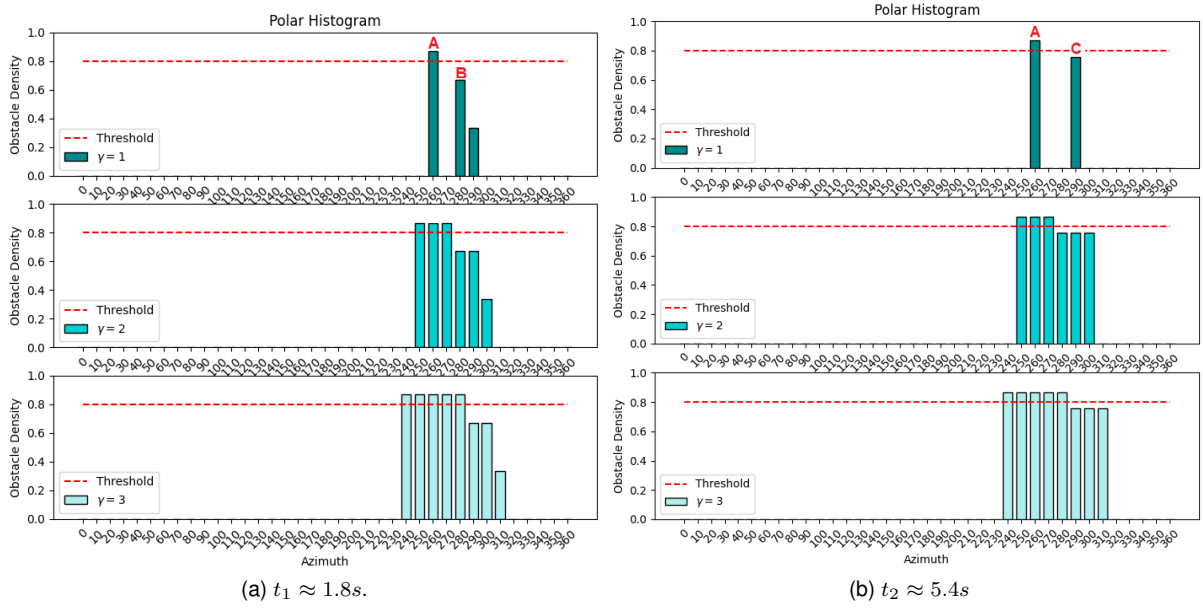 Polar Histogram
1.0
0.8
0.6
0.4
0.2
0.0
Obstacle Density
A
B
Threshold
γ = 1
0 10 20 30 40 50 60 70 80 90 100 110 120 130 140 150 160 170 180 190 200 210 220 230 240 250 260 270 280 290 300 310 320 330 340 350 360
1.0
0.8
0.6
0.4
0.2
0.0
Obstacle Density
Threshold
γ = 2
0 10 20 30 40 50 60 70 80 90 100 110 120 130 140 150 160 170 180 190 200 210 220 230 240 250 260 270 280 290 300 310 320 330 340 350 360
1.0
0.8
0.6
0.4
0.2
0.0
Obstacle Density
Threshold
γ = 3
0 10 20 30 40 50 60 70 80 90 100 110 120 130 140 150 160 170 180 190 200 210 220 230 240 250 260 270 280 290 300 310 320 330 340 350 360
Azimuth
(a) t₁ ≈ 1.8s.
Polar Histogram
1.0
0.8
0.6
0.4
0.2
0.0
Obstacle Density
A
C
Threshold
γ = 1
0 10 20 30 40 50 60 70 80 90 100 110 120 130 140 150 160 170 180 190 200 210 220 230 240 250 260 270 280 290 300 310 320 330 340 350 360
1.0
0.8
0.6
0.4
0.2
0.0
Obstacle Density
Threshold
γ = 2
0 10 20 30 40 50 60 70 80 90 100 110 120 130 140 150 160 170 180 190 200 210 220 230 240 250 260 270 280 290 300 310 320 330 340 350 360
1.0
0.8
0.6
0.4
0.2
0.0
Obstacle Density
Threshold
γ = 3
0 10 20 30 40 50 60 70 80 90 100 110 120 130 140 150 160 170 180 190 200 210 220 230 240 250 260 270 280 290 300 310 320 330 340 350 360
Azimuth
(b) t₂ ≈ 5.4s